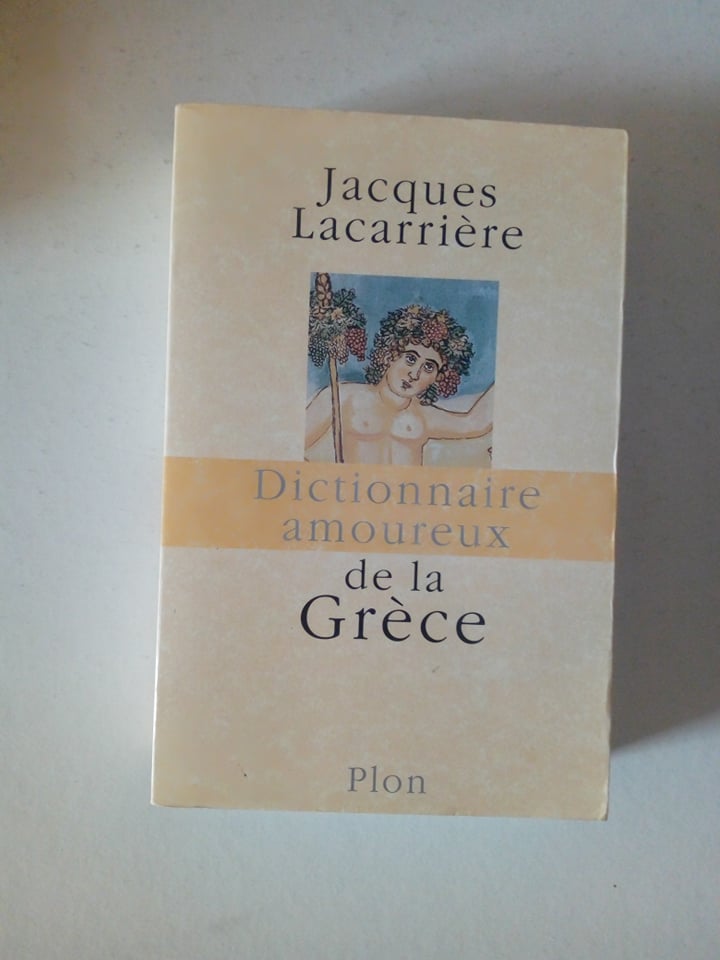 Jacques
Lacarrière
Dictionnaire
amoureux
de la
Grèce
Plon